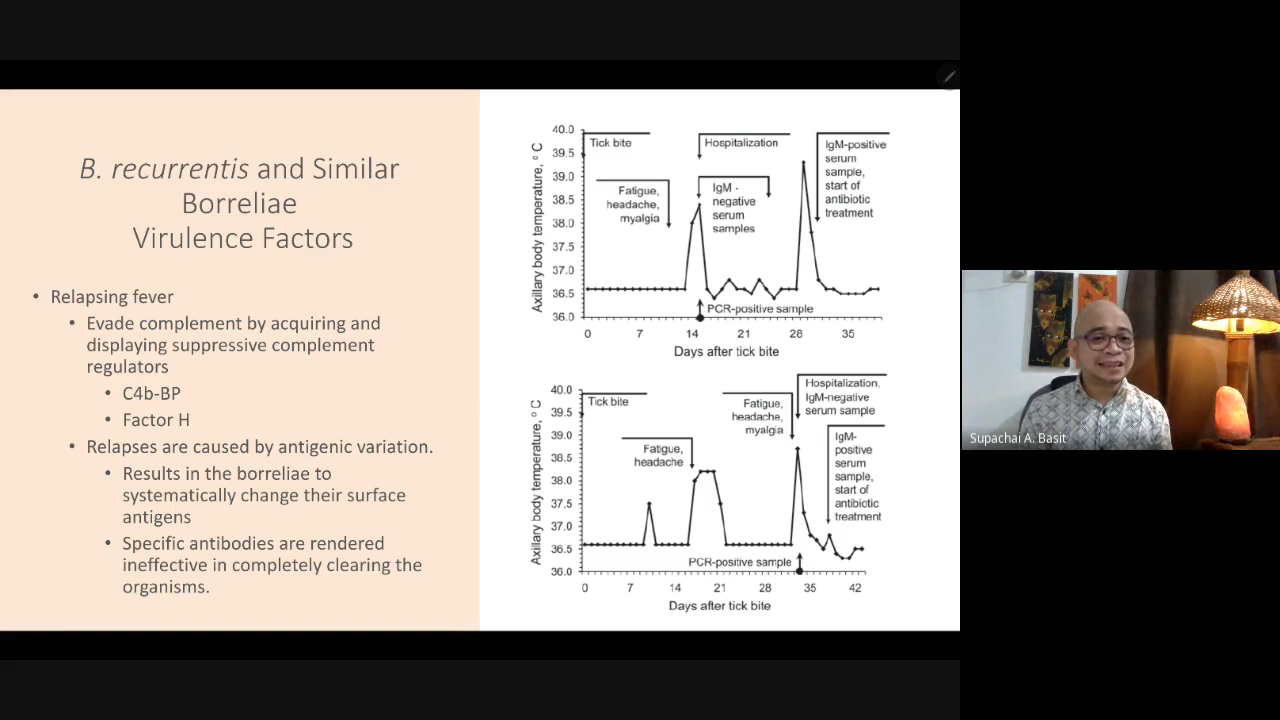 B. recurrentis and Similar
Borreliae
Virulence Factors
• Relapsing fever
• Evade complement by acquiring and
displaying suppressive complement
regulators
• C4b-BP
• Factor H
• Relapses are caused by antigenic variation.
• Results in the borreliae to
systematically change their surface
antigens
• Specific antibodies are rendered
ineffective in completely clearing the
organisms.
Axillary body temperature, ° C
40.0
39.5
39.0
38.5
38.0
37.5
37.0
36.5
36.0
Tick bite
Fatigue,
headache,
myalgia
Hospitalization
IgM -
negative
serum
samples
IgM-positive
serum
sample,
start of
antibiotic
treatment
PCR-positive sample
0 7 14 21 28 35
Days after tick bite
Axillary body temperature, ° C
40.0
39.5
39.0
38.5
38.0
37.5
37.0
36.5
36.0
Tick bite
Fatigue,
headache
Fatigue,
headache,
myalgia
Hospitalization,
IgM-negative
serum sample
IgM-
positive
serum
sample,
start of
antibiotic
treatment
PCR-positive sample
0 7 14 21 28 35 42
Days after tick bite
Supachai A. Basit